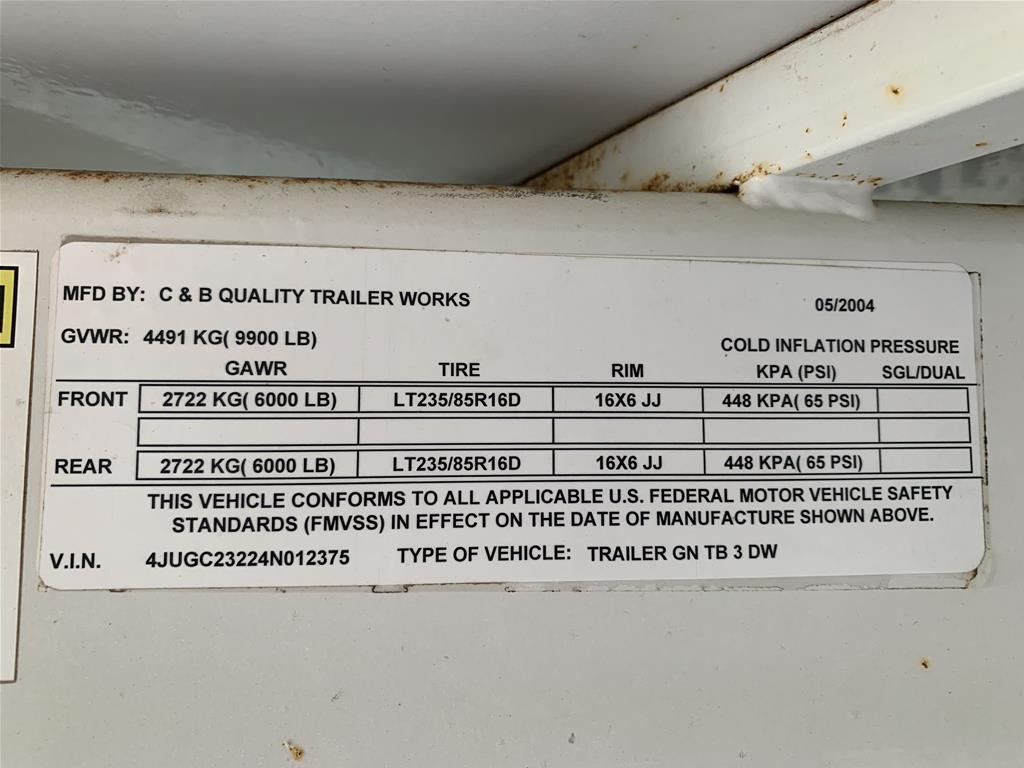 MFD BY: C & B QUALITY TRAILER WORKS 05/2004
GVWR: 4491 KG( 9900 LB) COLD INFLATION PRESSURE
GAWR TIRE RIM KPA (PSI) SGL/DUAL
FRONT 2722 KG( 6000 LB) LT235/85R16D 16X6 JJ 448 KPA( 65 PSI)
REAR 2722 KG( 6000 LB) LT235/85R16D 16X6 JJ 448 KPA( 65 PSI)
THIS VEHICLE CONFORMS TO ALL APPLICABLE U.S. FEDERAL MOTOR VEHICLE SAFETY
STANDARDS (FMVSS) IN EFFECT ON THE DATE OF MANUFACTURE SHOWN ABOVE.
V.I.N. 4JUGC23224N012375 TYPE OF VEHICLE: TRAILER GN TB 3 DW